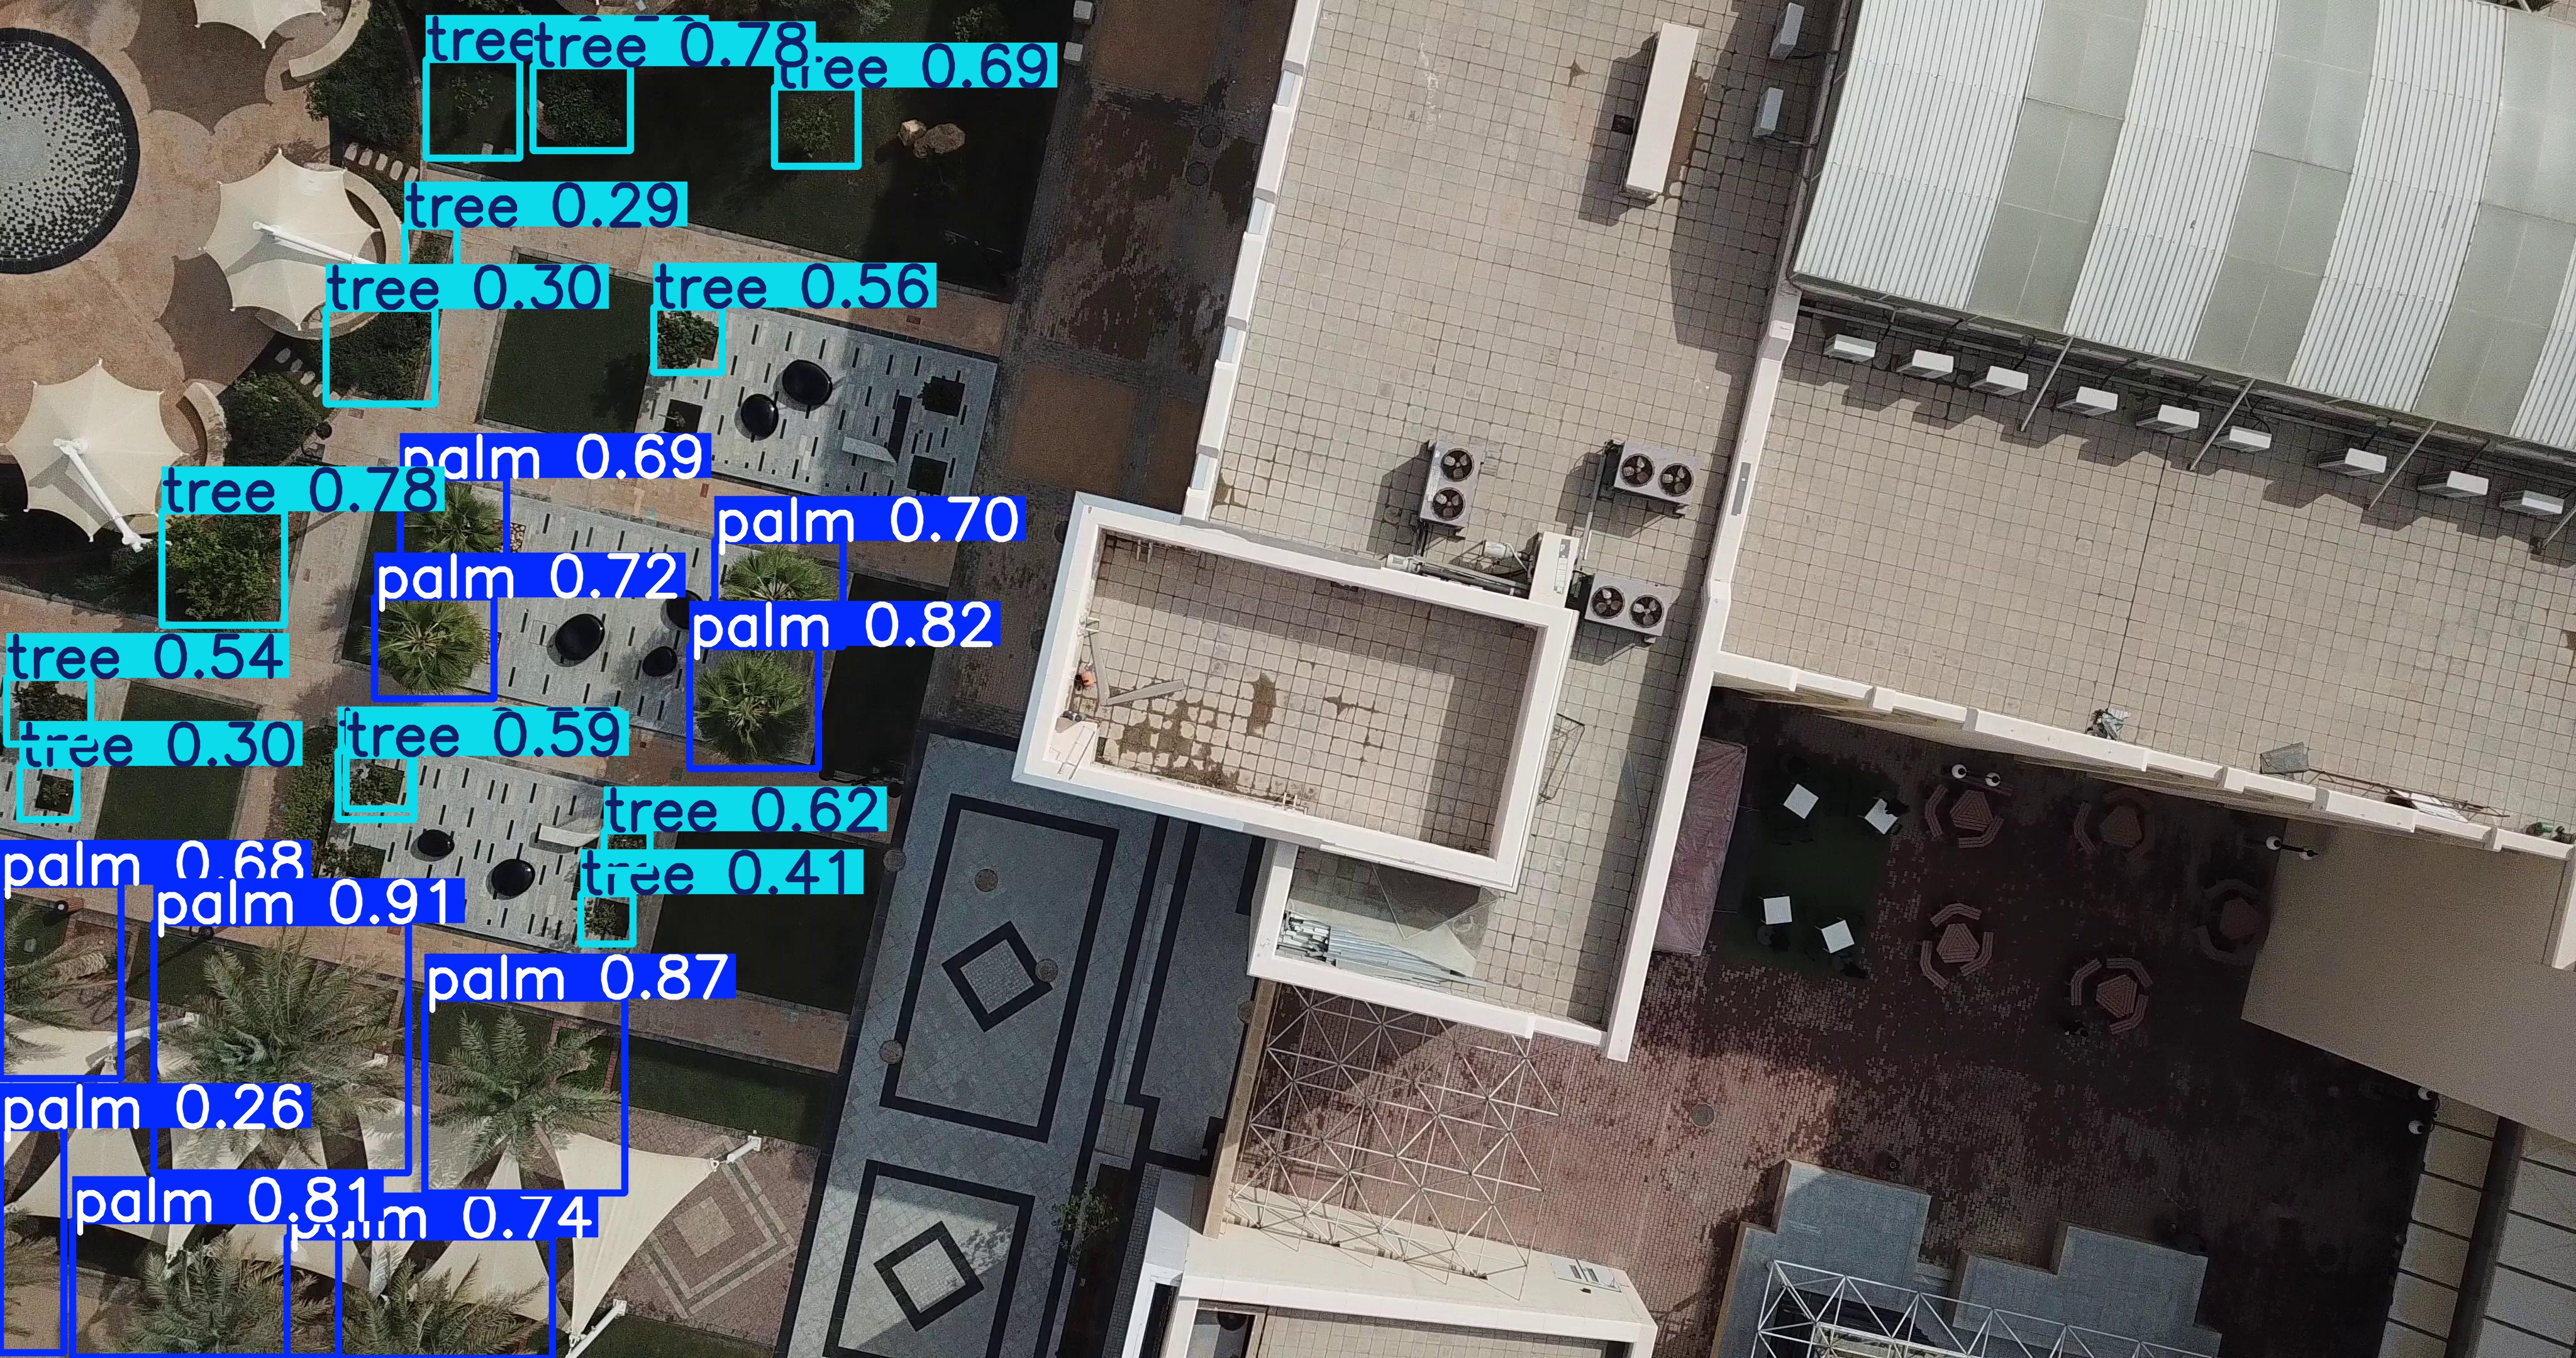 tree
tree 0.78
tree 0.69
tree 0.29
tree 0.30
tree 0.56
palm 0.69
tree 0.78
palm 0.70
palm 0.72
palm 0.82
tree 0.54
tree 0.59
tree 0.30
tree 0.62
tree 0.41
palm 0.68
palm 0.91
palm 0.87
palm 0.26
palm 0.81
palm 0.74